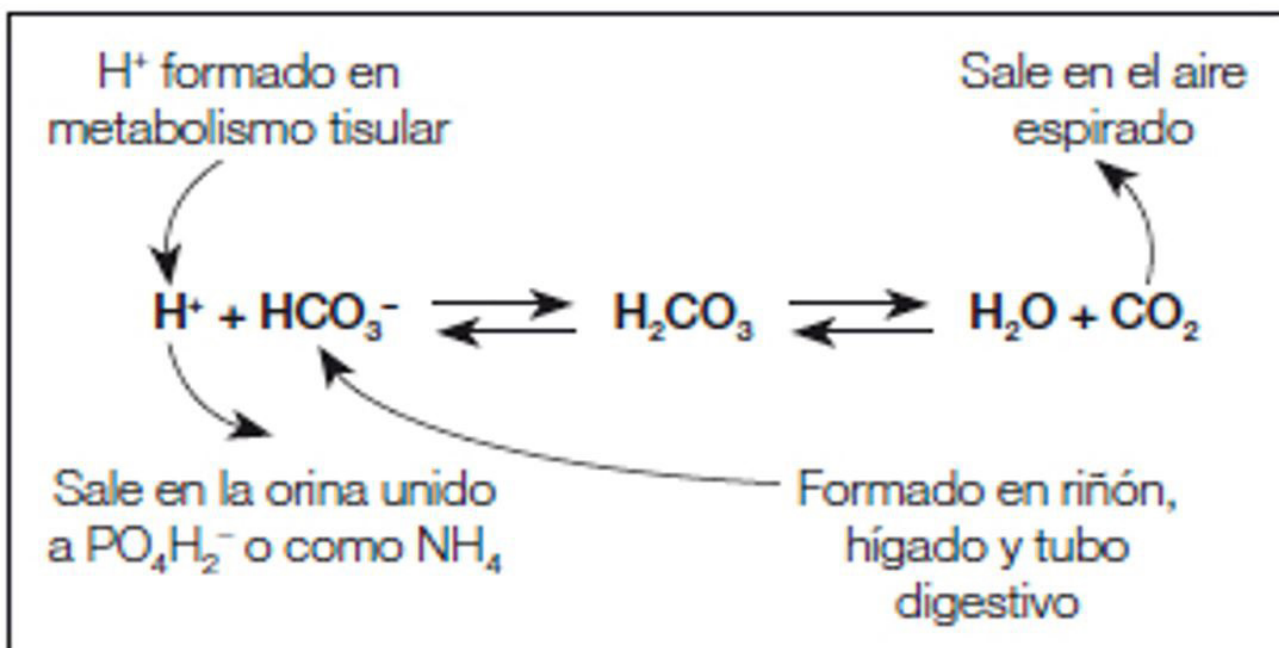 H⁺ formado en
metabolismo tisular
Sale en el aire
espirado
H⁺ + HCO₃⁻ ⇄ H₂CO₃ ⇄ H₂O + CO₂
Sale en la orina unido
a PO₄H₂⁻ o como NH₄
Formado en riñón,
hígado y tubo
digestivo